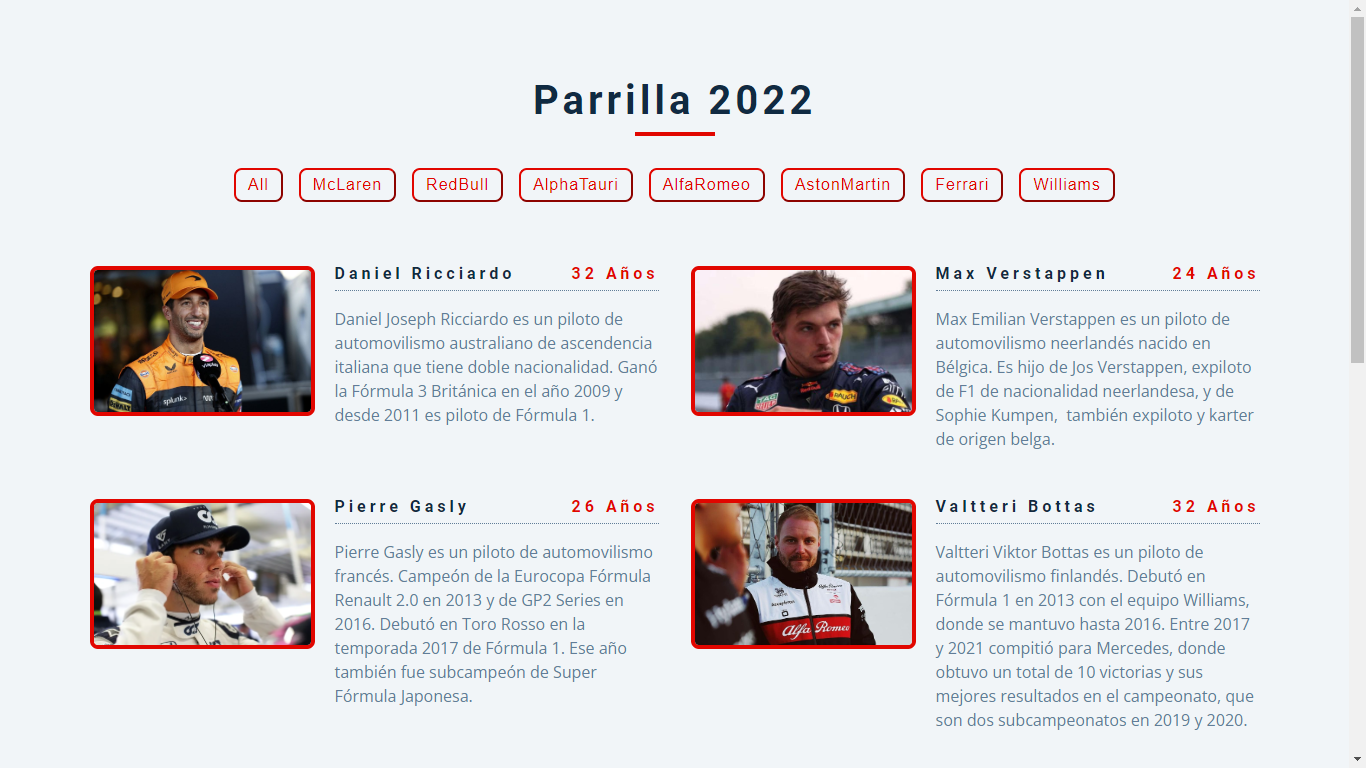 Parrilla 2022
All McLaren RedBull AlphaTauri AlfaRomeo AstonMartin Ferrari Williams
Daniel Ricciardo 32 Años
Daniel Joseph Ricciardo es un piloto de
automovilismo australiano de ascendencia
italiana que tiene doble nacionalidad. Ganó
la Fórmula 3 Británica en el año 2009 y
desde 2011 es piloto de Fórmula 1.
splunk>
DEWALT
Max Verstappen 24 Años
Max Emilian Verstappen es un piloto de
automovilismo neerlandés nacido en
Bélgica. Es hijo de Jos Verstappen, expiloto
de F1 de nacionalidad neerlandesa, y de
Sophie Kumpen,  también expiloto y karter
de origen belga.
TAG
RAUCH
HONDA
Pierre Gasly 26 Años
Pierre Gasly es un piloto de automovilismo
francés. Campeón de la Eurocopa Fórmula
Renault 2.0 en 2013 y de GP2 Series en
2016. Debutó en Toro Rosso en la
temporada 2017 de Fórmula 1. Ese año
también fue subcampeón de Super
Fórmula Japonesa.
Valtteri Bottas 32 Años
Valtteri Viktor Bottas es un piloto de
automovilismo finlandés. Debutó en
Fórmula 1 en 2013 con el equipo Williams,
donde se mantuvo hasta 2016. Entre 2017
y 2021 compitió para Mercedes, donde
obtuvo un total de 10 victorias y sus
mejores resultados en el campeonato, que
son dos subcampeonatos en 2019 y 2020.
Alfa Romeo